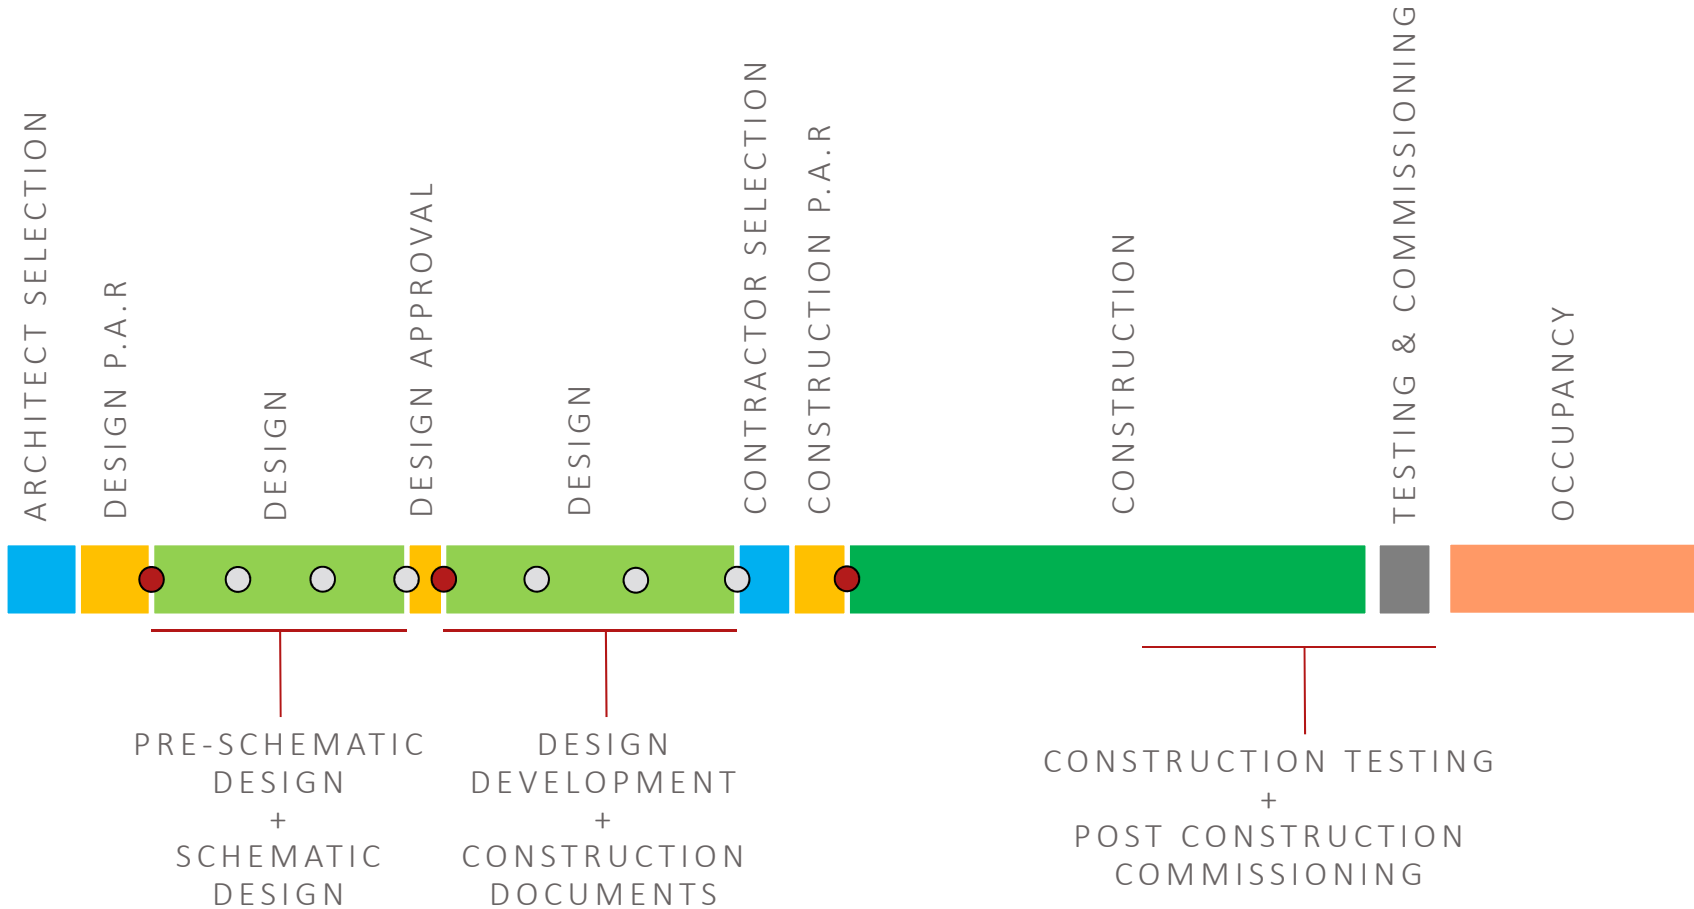 ARCHITECT SELECTION
DESIGN P.A.R
DESIGN
DESIGN APPROVAL
DESIGN
CONTRACTOR SELECTION
CONSTRUCTION P.A.R
CONSTRUCTION
TESTING & COMMISSIONING
OCCUPANCY
PRE-SCHEMATIC
DESIGN
+
SCHEMATIC
DESIGN
DESIGN
DEVELOPMENT
+
CONSTRUCTION
DOCUMENTS
CONSTRUCTION TESTING
+
POST CONSTRUCTION
COMMISSIONING